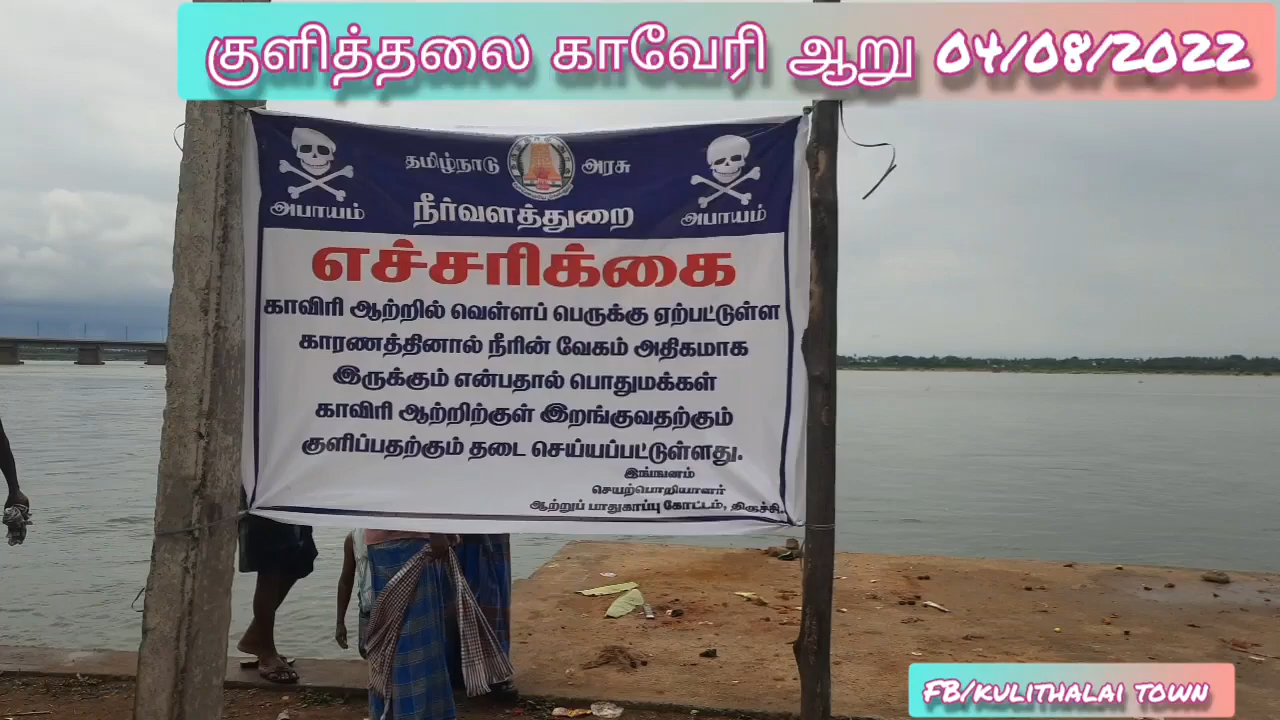 குளித்தலை காவேரி ஆறு 04/08/2022
தமிழ்நாடு அரசு
அபாயம் நீர்வளத்துறை அபாயம்
எச்சரிக்கை
காவிரி ஆற்றில் வெள்ளப் பெருக்கு ஏற்பட்டுள்ள
காரணத்தினால் நீரின் வேகம் அதிகமாக
இருக்கும் என்பதால் பொதுமக்கள்
காவிரி ஆற்றிற்குள் இறங்குவதற்கும்
குளிப்பதற்கும் தடை செய்யப்பட்டுள்ளது.
இங்ஙனம்
செயற்பொறியாளர்
ஆற்றுப் பாதுகாப்பு கோட்டம், திருச்சி.
FB/KULITHALAI TOWN